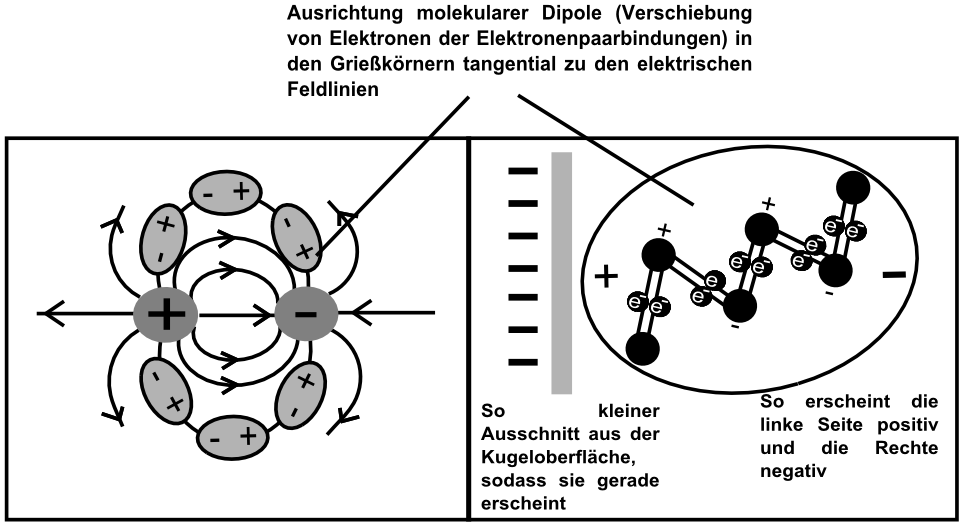 Ausrichtung molekularer Dipole (Verschiebung
von Elektronen der Elektronenpaarbindungen) in
den Grießkörnern tangential zu den elektrischen
Feldlinien
- +
+
-
-
+
+ -
-
+
+
-
- +
+
+
+ -
e- e-
e- e-
e- e-
e- e-
e- e-
-
-
So kleiner
Ausschnitt aus der
Kugeloberfläche,
sodass sie gerade
erscheint
So erscheint die
linke Seite positiv
und die Rechte
negativ